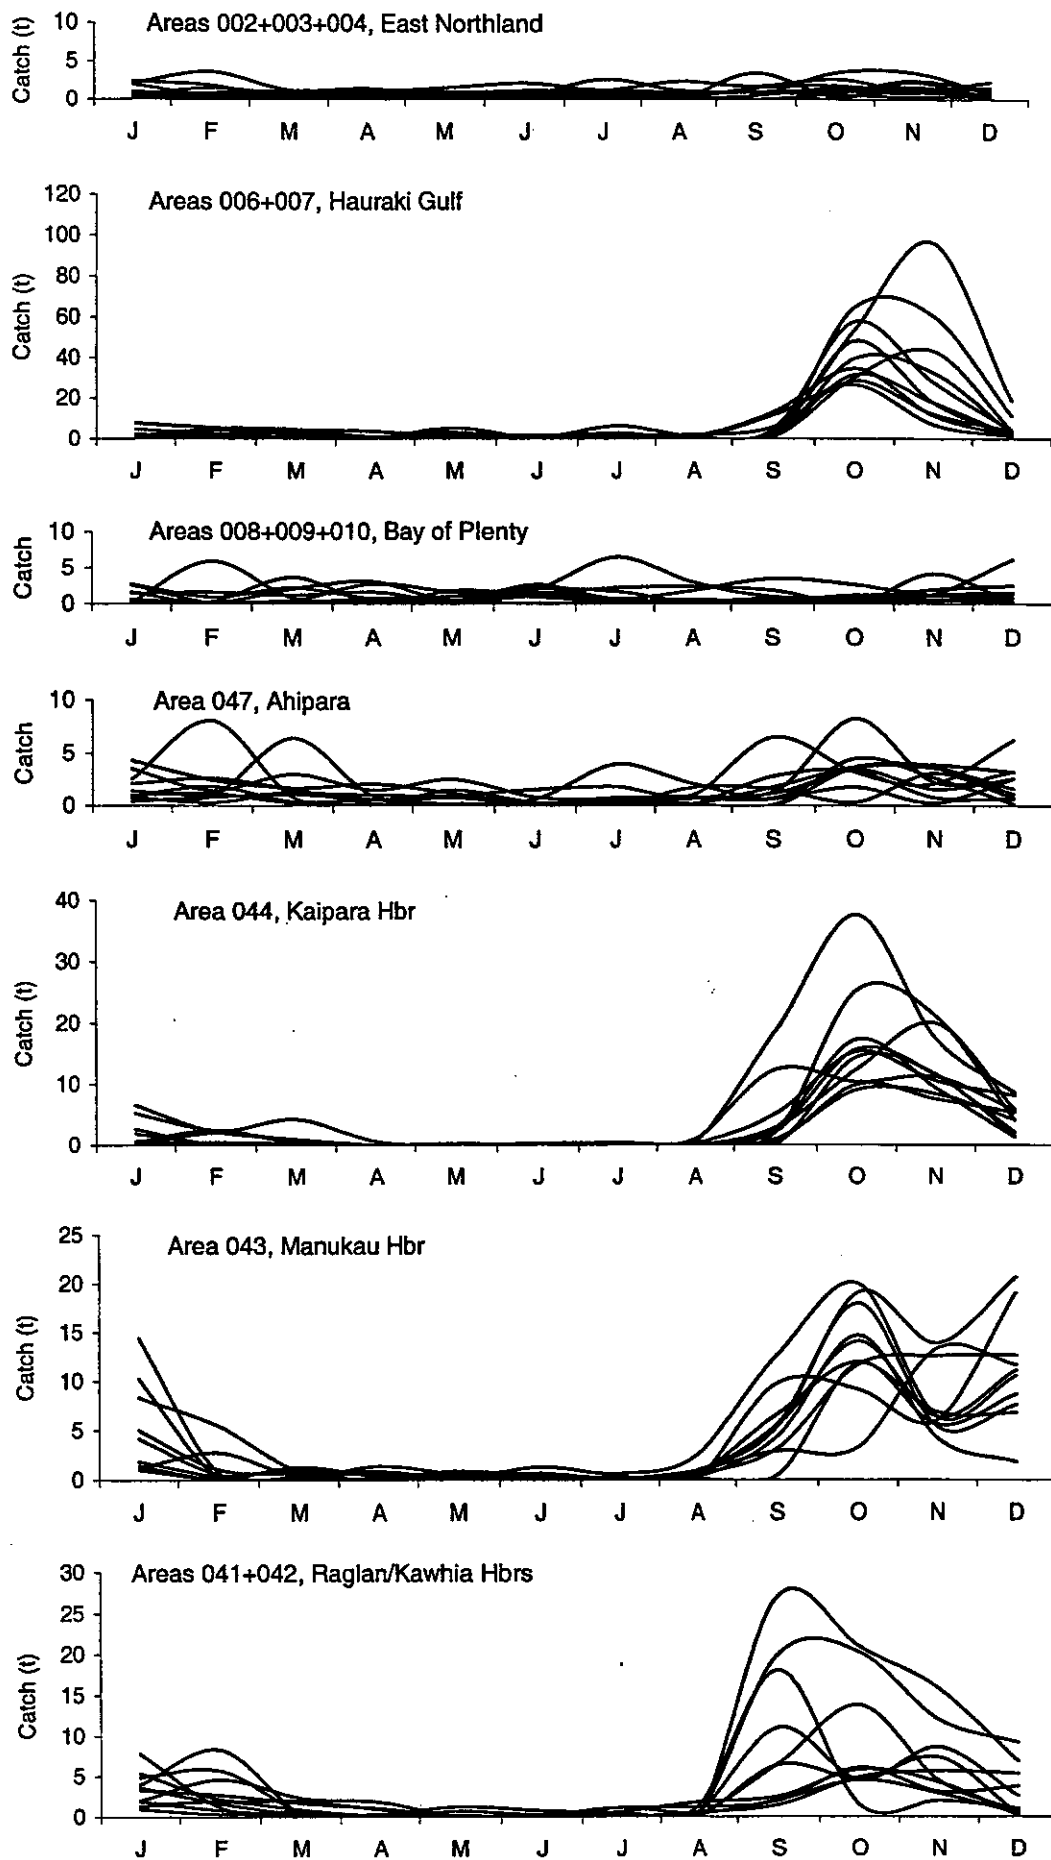 Areas 002+003+004, East Northland
Catch (t)
10
5
0
J F M A M J J A S O N D
Areas 006+007, Hauraki Gulf
Catch (t)
120
100
80
60
40
20
0
J F M A M J J A S O N D
Areas 008+009+010, Bay of Plenty
Catch
10
5
0
J F M A M J J A S O N D
Area 047, Ahipara
Catch
10
5
0
J F M A M J J A S O N D
Area 044, Kaipara Hbr
Catch (t)
40
30
20
10
0
J F M A M J J A S O N D
Area 043, Manukau Hbr
Catch (t)
25
20
15
10
5
0
J F M A M J J A S O N D
Areas 041+042, Raglan/Kawhia Hbrs
Catch (t)
30
25
20
15
10
5
0
J F M A M J J A S O N D